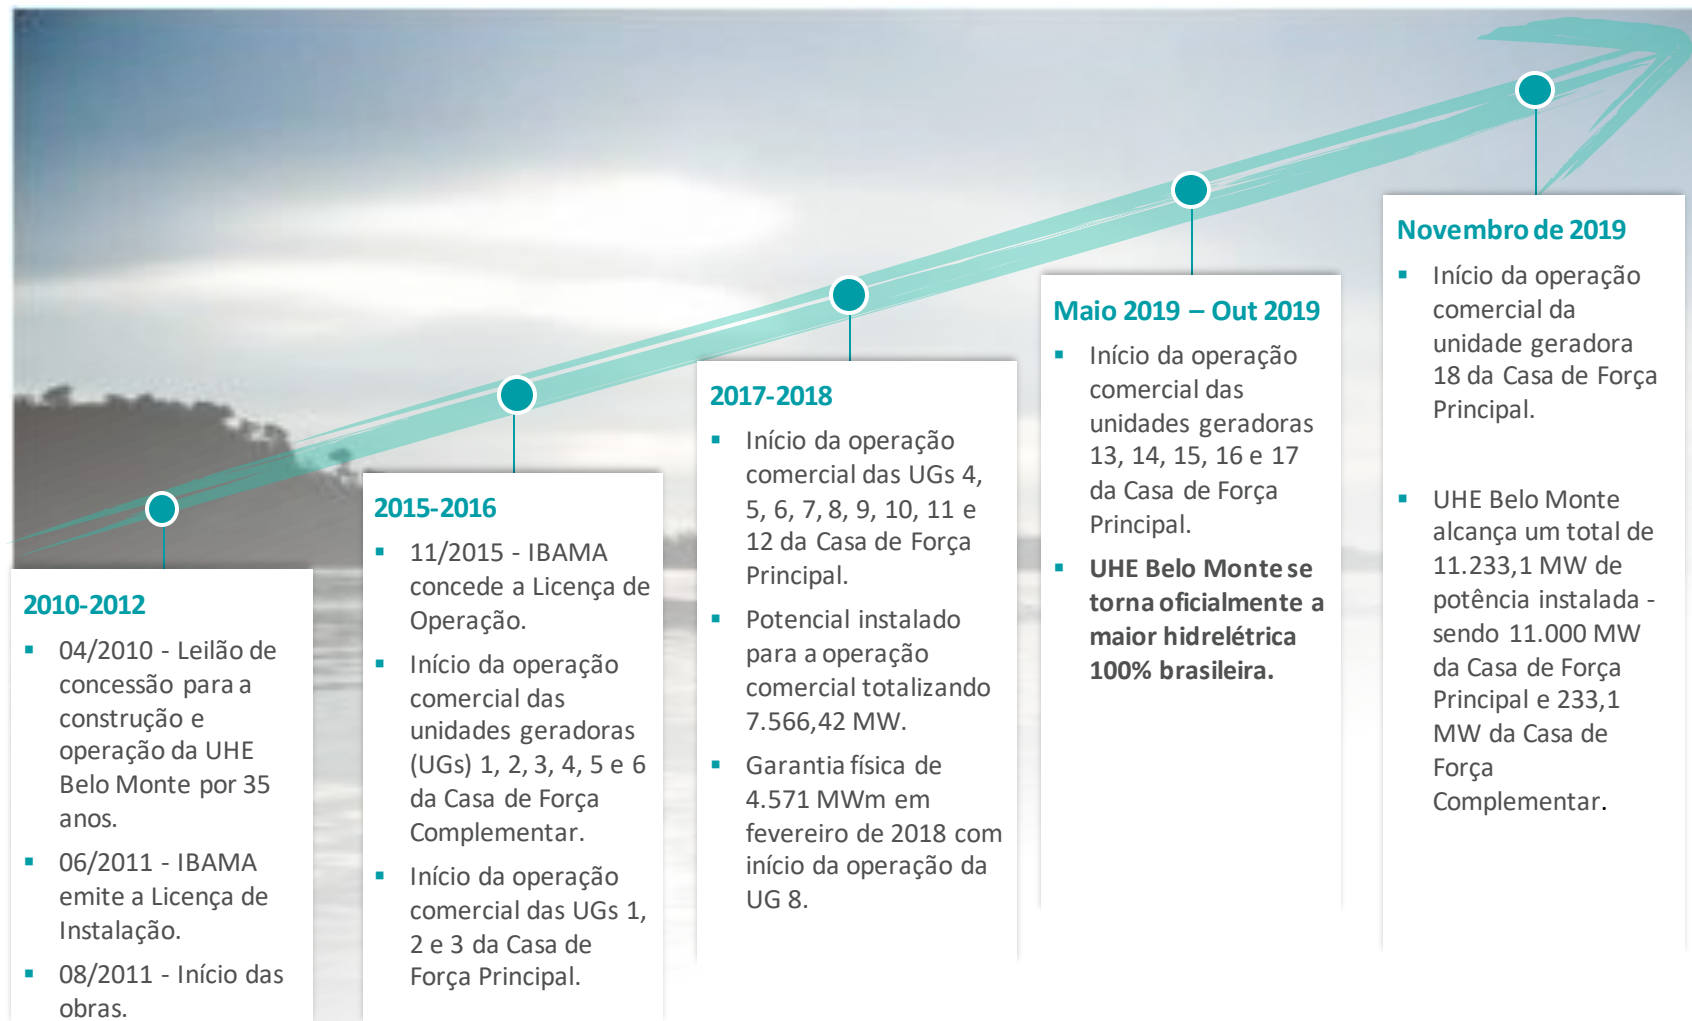 2010-2012
04/2010 - Leilão de
concessão para a
construção e
operação da UHE
Belo Monte por 35
anos.
06/2011 - IBAMA
emite a Licença de
Instalação.
08/2011 - Início das
obras.
2015-2016
11/2015 - IBAMA
concede a Licença de
Operação.
Início da operação
comercial das
unidades geradoras
(UGs) 1, 2, 3, 4, 5 e 6
da Casa de Força
Complementar.
Início da operação
comercial das UGs 1,
2 e 3 da Casa de
Força Principal.
2017-2018
Início da operação
comercial das UGs 4,
5, 6, 7, 8, 9, 10, 11 e
12 da Casa de Força
Principal.
Potencial instalado
para a operação
comercial totalizando
7.566,42 MW.
Garantia física de
4.571 MWm em
fevereiro de 2018 com
início da operação da
UG 8.
Maio 2019 – Out 2019
Início da operação
comercial das
unidades geradoras
13, 14, 15, 16 e 17
da Casa de Força
Principal.
UHE Belo Monte se
torna oficialmente a
maior hidrelétrica
100% brasileira.
Novembro de 2019
Início da operação
comercial da
unidade geradora
18 da Casa de Força
Principal.
UHE Belo Monte
alcança um total de
11.233,1 MW de
potência instalada -
sendo 11.000 MW
da Casa de Força
Principal e 233,1
MW da Casa de
Força
Complementar.